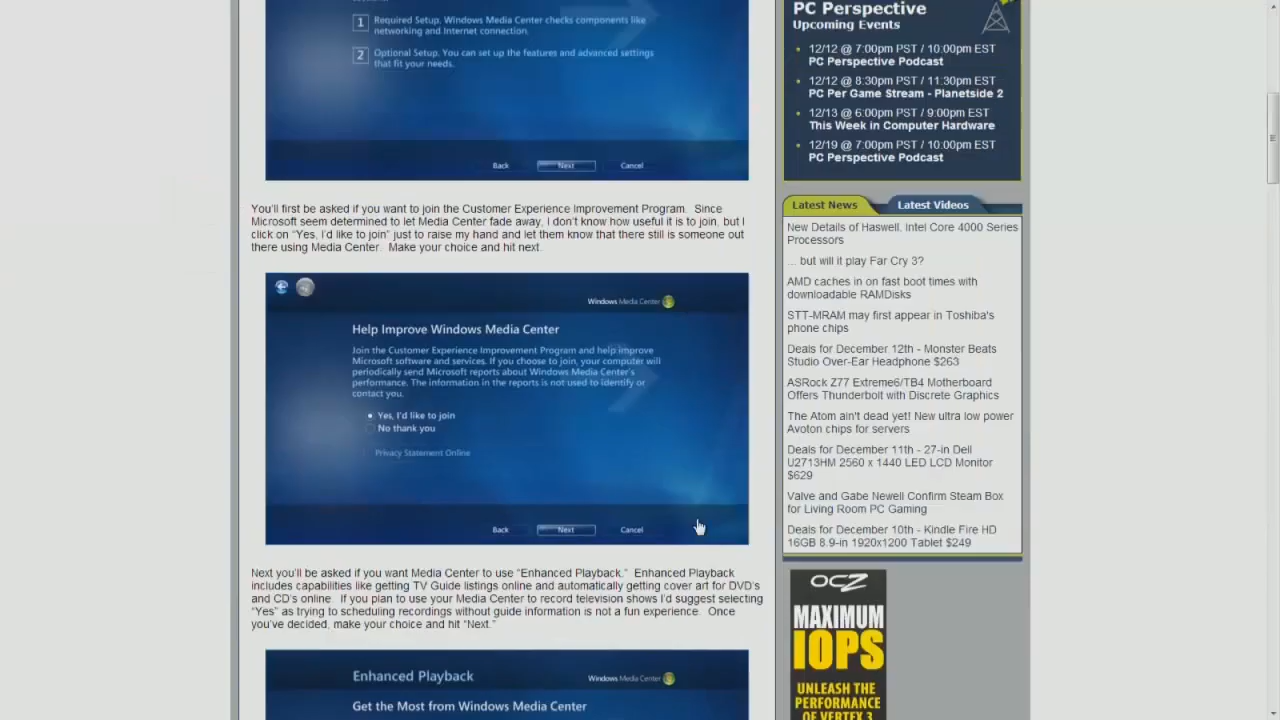 1 Required Setup. Windows Media Center checks components like
networking and Internet connection.
2 Optional Setup. You can set up the features and advanced settings
that fit your needs.
Back Next Cancel
You'll first be asked if you want to join the Customer Experience Improvement Program. Since
Microsoft seem determined to let Media Center fade away, I don't know how useful it is to join, but I
click on “Yes, I'd like to join” just to raise my hand and let them know that there still is someone out
there using Media Center. Make your choice and hit next.
Windows Media Center
Help Improve Windows Media Center
Join the Customer Experience Improvement Program and help improve
Microsoft software and services. If you choose to join, your computer will
periodically send Microsoft reports about Windows Media Center's
performance. The information in the reports is not used to identify or
contact you.
Yes, I'd like to join
No thank you
Privacy Statement Online
Back Next Cancel
Next you'll be asked if you want Media Center to use “Enhanced Playback.” Enhanced Playback
includes capabilities like getting TV Guide listings online and automatically getting cover art for DVD's
and CD's online. If you plan to use your Media Center to record television shows I'd suggest selecting
“Yes” as trying to scheduling recordings without guide information is not a fun experience. Once
you've decided, make your choice and hit “Next.”
Enhanced Playback
Windows Media Center
Get the Most from Windows Media Center
PC Perspective
Upcoming Events
12/12 @ 7:00pm PST / 10:00pm EST
PC Perspective Podcast
12/12 @ 8:30pm PST / 11:30pm EST
PC Per Game Stream - Planetside 2
12/13 @ 6:00pm PST / 9:00pm EST
This Week in Computer Hardware
12/19 @ 7:00pm PST / 10:00pm EST
PC Perspective Podcast
Latest News Latest Videos
New Details of Haswell, Intel Core 4000 Series
Processors
... but will it play Far Cry 3?
AMD caches in on fast boot times with
downloadable RAMDisks
STT-MRAM may first appear in Toshiba's
phone chips
Deals for December 12th - Monster Beats
Studio Over-Ear Headphone $263
ASRock Z77 Extreme6/TB4 Motherboard
Offers Thunderbolt with Discrete Graphics
The Atom ain't dead yet! New ultra low power
Avoton chips for servers
Deals for December 11th - 27-in Dell
U2713HM 2560 x 1440 LED LCD Monitor
$629
Valve and Gabe Newell Confirm Steam Box
for Living Room PC Gaming
Deals for December 10th - Kindle Fire HD
16GB 8.9-in 1920x1200 Tablet $249
OCZ
MAXIMUM
IOPS
UNLEASH THE
PERFORMANCE
OF VERTEX 3